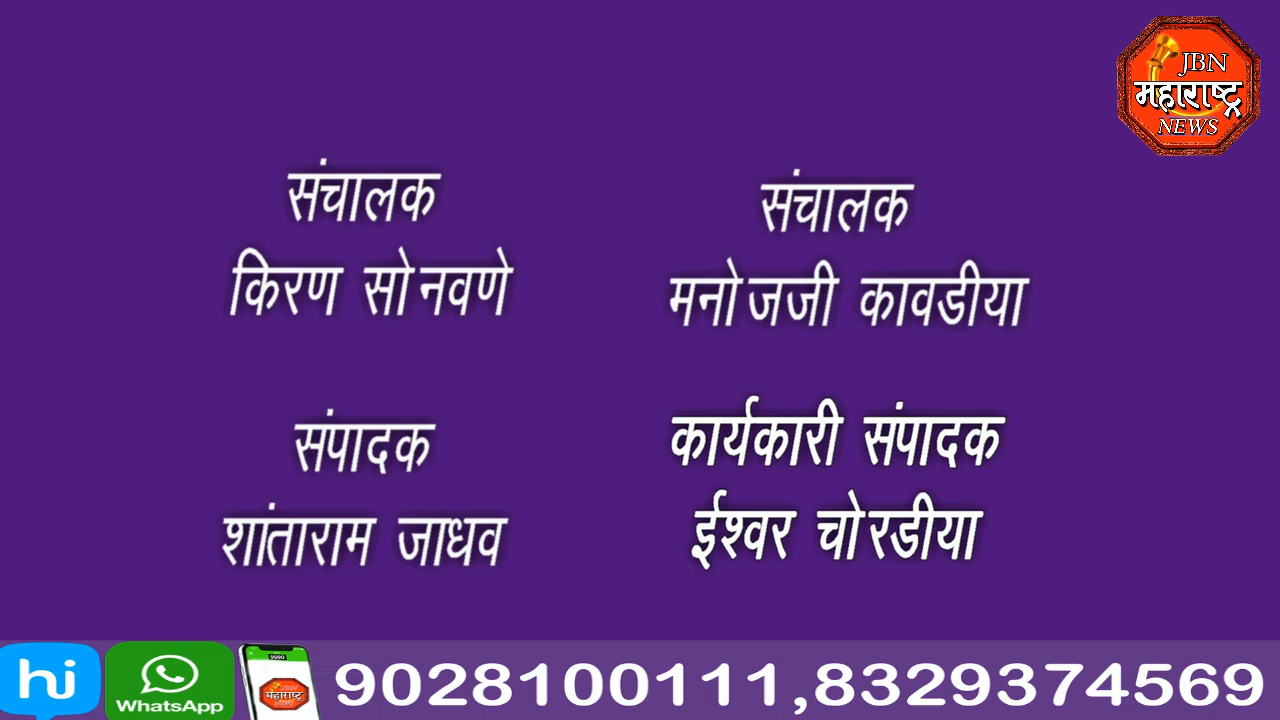 JBN
महाराष्ट्र
NEWS
संचालक
किरण सोनवणे
संचालक
मनोजजी कावडीया
संपादक
शांताराम जाधव
कार्यकारी संपादक
ईश्वर चोरडीया
hi
WhatsApp
महाराष्ट्र
9028100111,8329374569